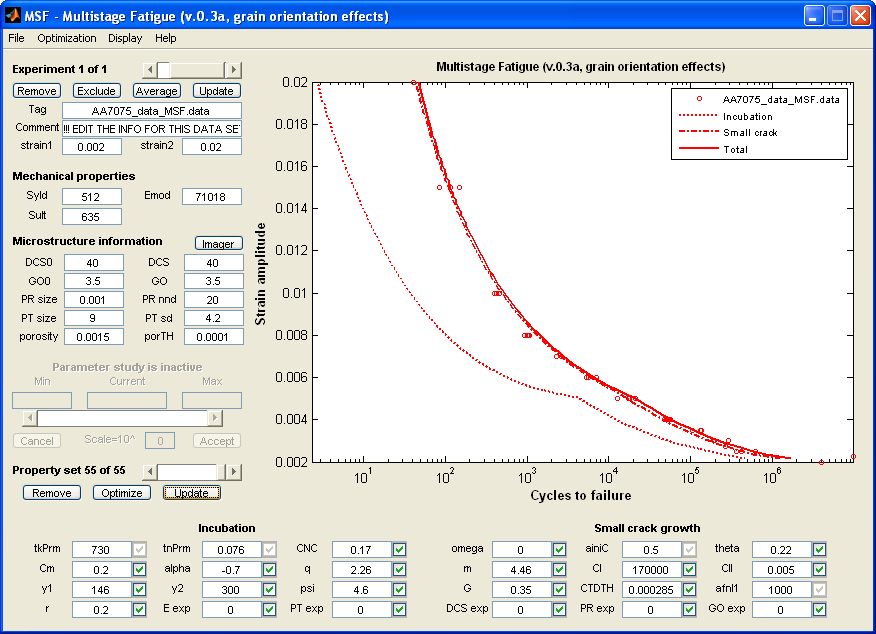 MSF - Multistage Fatigue (v.0.3a, grain orientation effects)
File Optimization Display Help
Experiment 1 of 1
Remove Exclude Average Update
Tag AA7075_data_MSF.data
Comment !!! EDIT THE INFO FOR THIS DATA SE
strain1 0.002 strain2 0.02
Mechanical properties
Syld 512 Emod 71018
Sult 635
Microstructure information Imager
DCS0 40 DCS 40
GO0 3.5 GO 3.5
PR size 0.001 PR nnd 20
PT size 9 PT sd 4.2
porosity 0.0015 porTH 0.0001
Parameter study is inactive
Min Current Max
Cancel Scale=10^ 0 Accept
Property set 55 of 55
Remove Optimize Update
Multistage Fatigue (v.0.3a, grain orientation effects)
AA7075_data_MSF.data
Incubation
Small crack
Total
Strain amplitude
0.02
0.018
0.016
0.014
0.012
0.01
0.008
0.006
0.004
0.002
10^1 10^2 10^3 10^4 10^5 10^6
Cycles to failure
Incubation
tkPrm 730 tnPrm 0.076 CNC 0.17
Cm 0.2 alpha -0.7 q 2.26
y1 146 y2 300 psi 4.6
r 0.2 E exp 0 PT exp 0
Small crack growth
omega 0 ainiC 0.5 theta 0.22
m 4.46 CI 170000 CII 0.005
G 0.35 CTDTH 0.000285 afnl1 1000
DCS exp 0 PR exp 0 GO exp 0